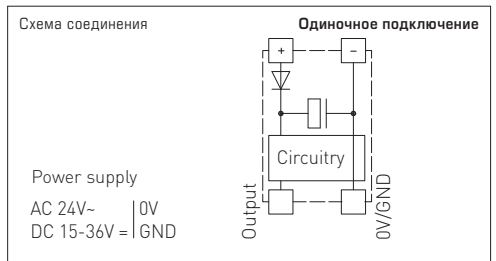 Схема соединения
Одиночное подключение
+
−
Circuitry
Power supply
AC 24V~ | 0V
DC 15-36V = | GND
Output
0V/GND